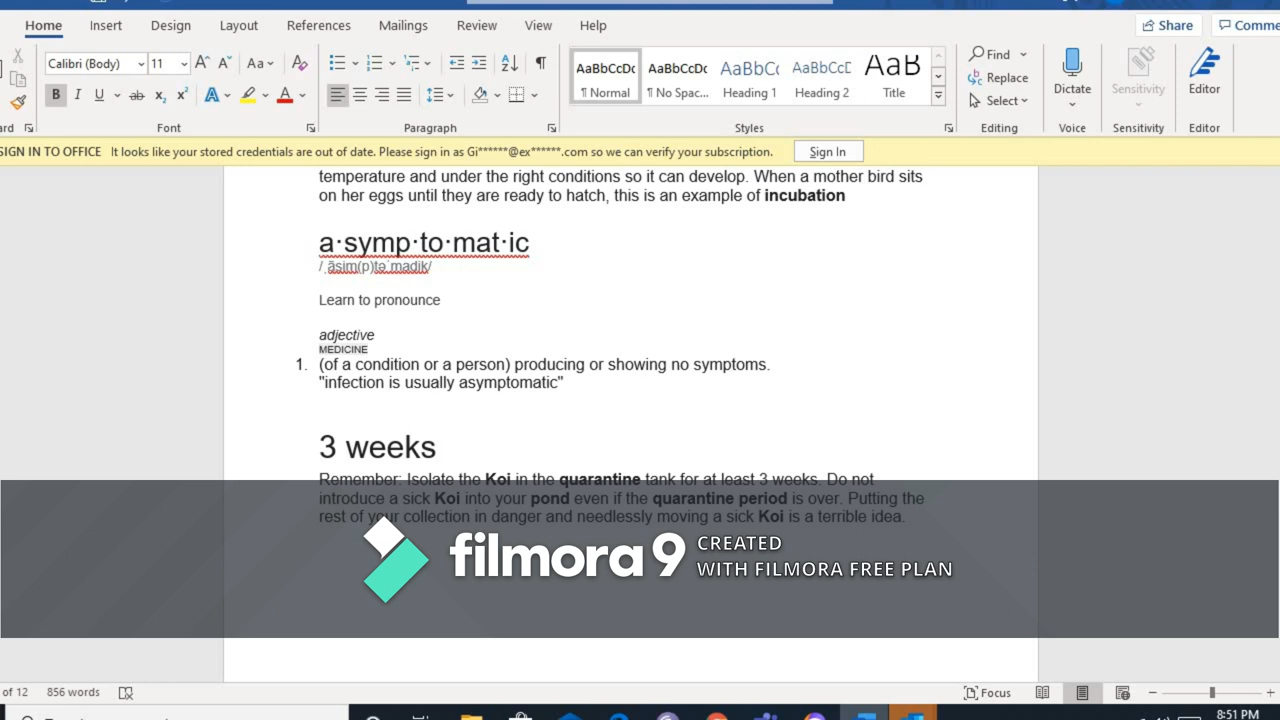 Home Insert Design Layout References Mailings Review View Help Share
Calibri (Body) 11 Aa AaBbCcDc AaBbCcDc AaBbCc AaBbCcD AaB Find
B I U ab x₂ x² A A ¶ Normal ¶ No Spac... Heading 1 Heading 2 Title Replace Select Dictate Sensitivity Editor
Font Paragraph Styles Editing Voice Sensitivity Editor
SIGN IN TO OFFICE It looks like your stored credentials are out of date. Please sign in as Gi******@ex******.com so we can verify your subscription. Sign In
temperature and under the right conditions so it can develop. When a mother bird sits
on her eggs until they are ready to hatch, this is an example of incubation
a·symp·to·mat·ic
/ˌāsim(p)təˈmadik/
Learn to pronounce
adjective
MEDICINE
1. (of a condition or a person) producing or showing no symptoms.
"infection is usually asymptomatic"
3 weeks
Remember: Isolate the Koi in the quarantine tank for at least 3 weeks. Do not
introduce a sick Koi into your pond even if the quarantine period is over. Putting the
rest of your collection in danger and needlessly moving a sick Koi is a terrible idea.
filmora 9 CREATED
WITH FILMORA FREE PLAN
of 12 856 words Focus
8:51 PM